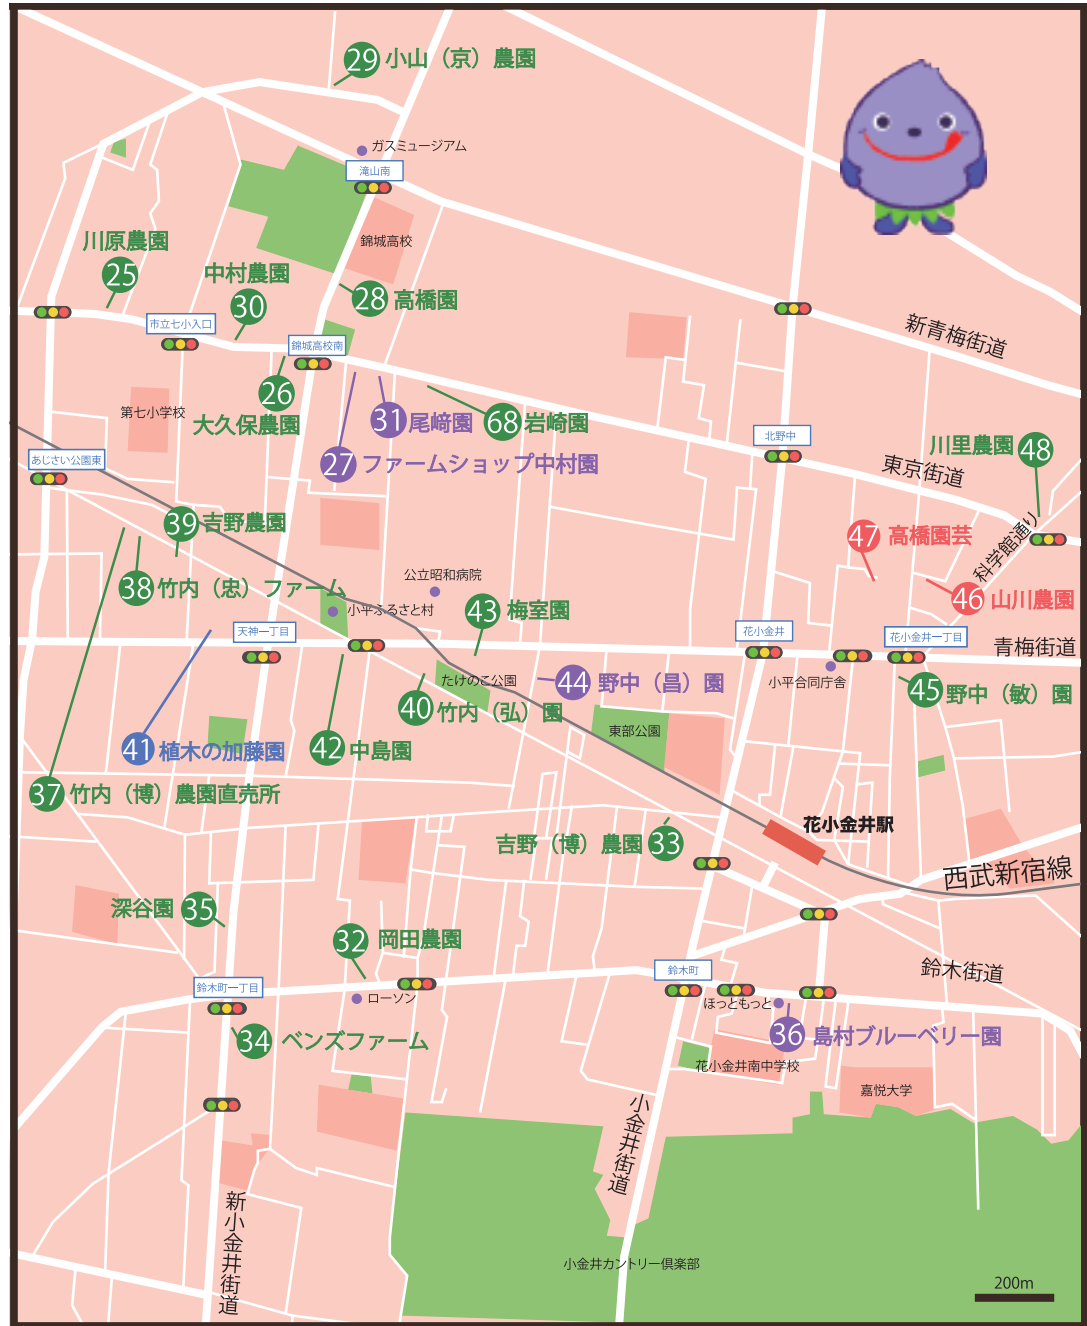 29 小山（京）農園
ガスミュージアム
滝山南
錦城高校
川原農園
25
中村農園
30
28 高橋園
市立七小入口
錦城高校南
新青梅街道
26
大久保農園
第七小学校
31 尾﨑園
68 岩崎園
27 ファームショップ中村園
北野中
川里農園 48
あじさい公園東
東京街道
39 吉野農園
47 高橋園芸
科学館通り
38 竹内（忠）ファーム
公立昭和病院
小平ふるさと村
43 梅室園
46 山川農園
天神一丁目
花小金井
花小金井一丁目
青梅街道
たけのこ公園
44 野中（昌）園
小平合同庁舎
45 野中（敏）園
40 竹内（弘）園
東部公園
41 植木の加藤園
42 中島園
37 竹内（博）農園直売所
吉野（博）農園 33
花小金井駅
西武新宿線
深谷園 35
32 岡田農園
鈴木町
鈴木街道
鈴木町一丁目
ローソン
ほっともっと
34 ベンズファーム
36 島村ブルーベリー園
花小金井南中学校
嘉悦大学
小金井街道
新小金井街道
小金井カントリー倶楽部
200m